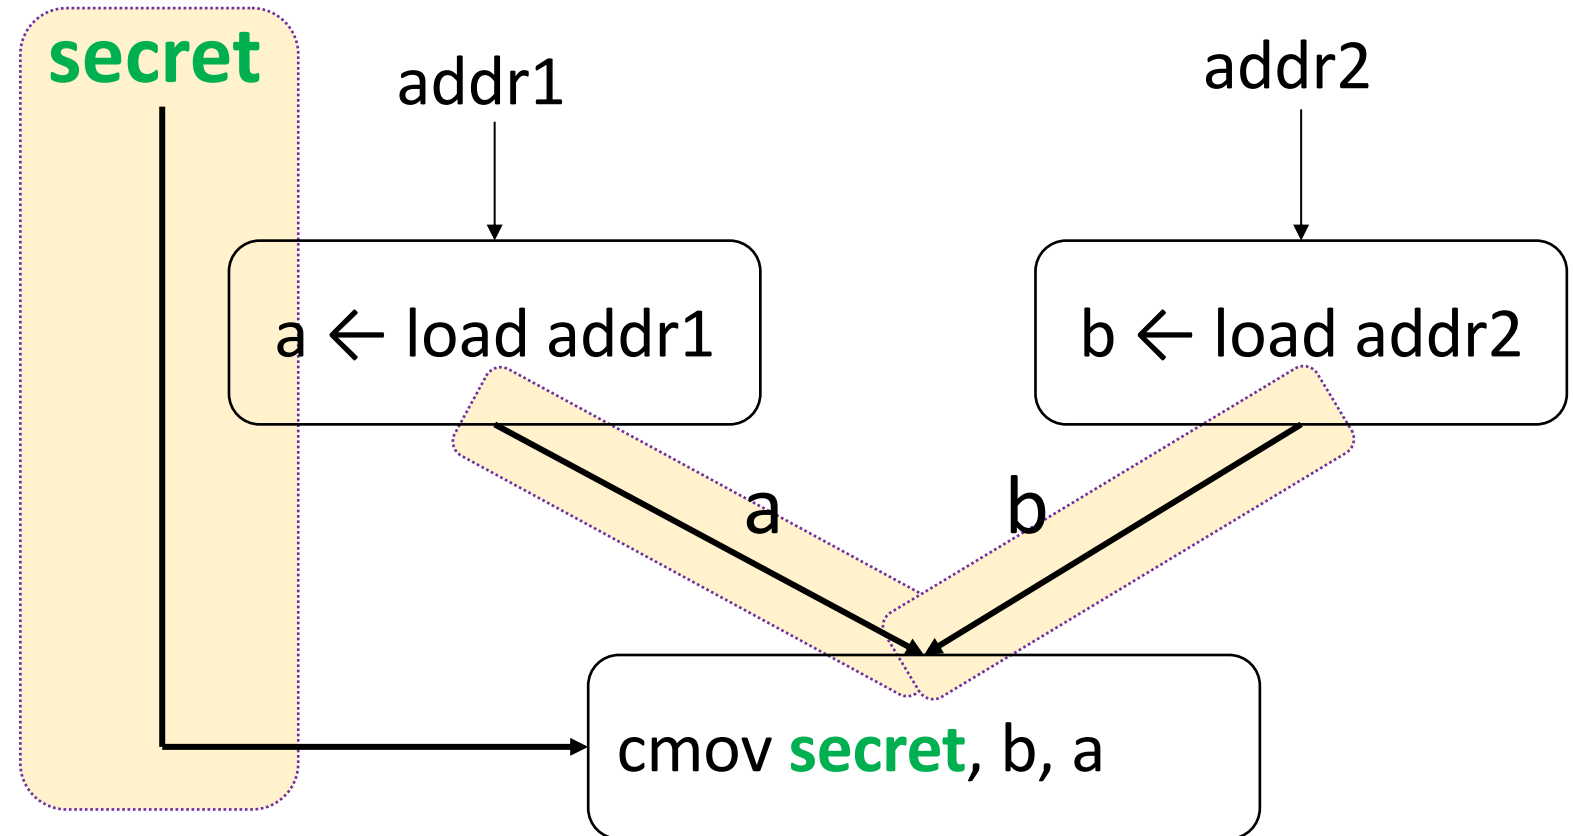 secret
addr1
addr2
a ← load addr1
b ← load addr2
a
b
cmov secret, b, a